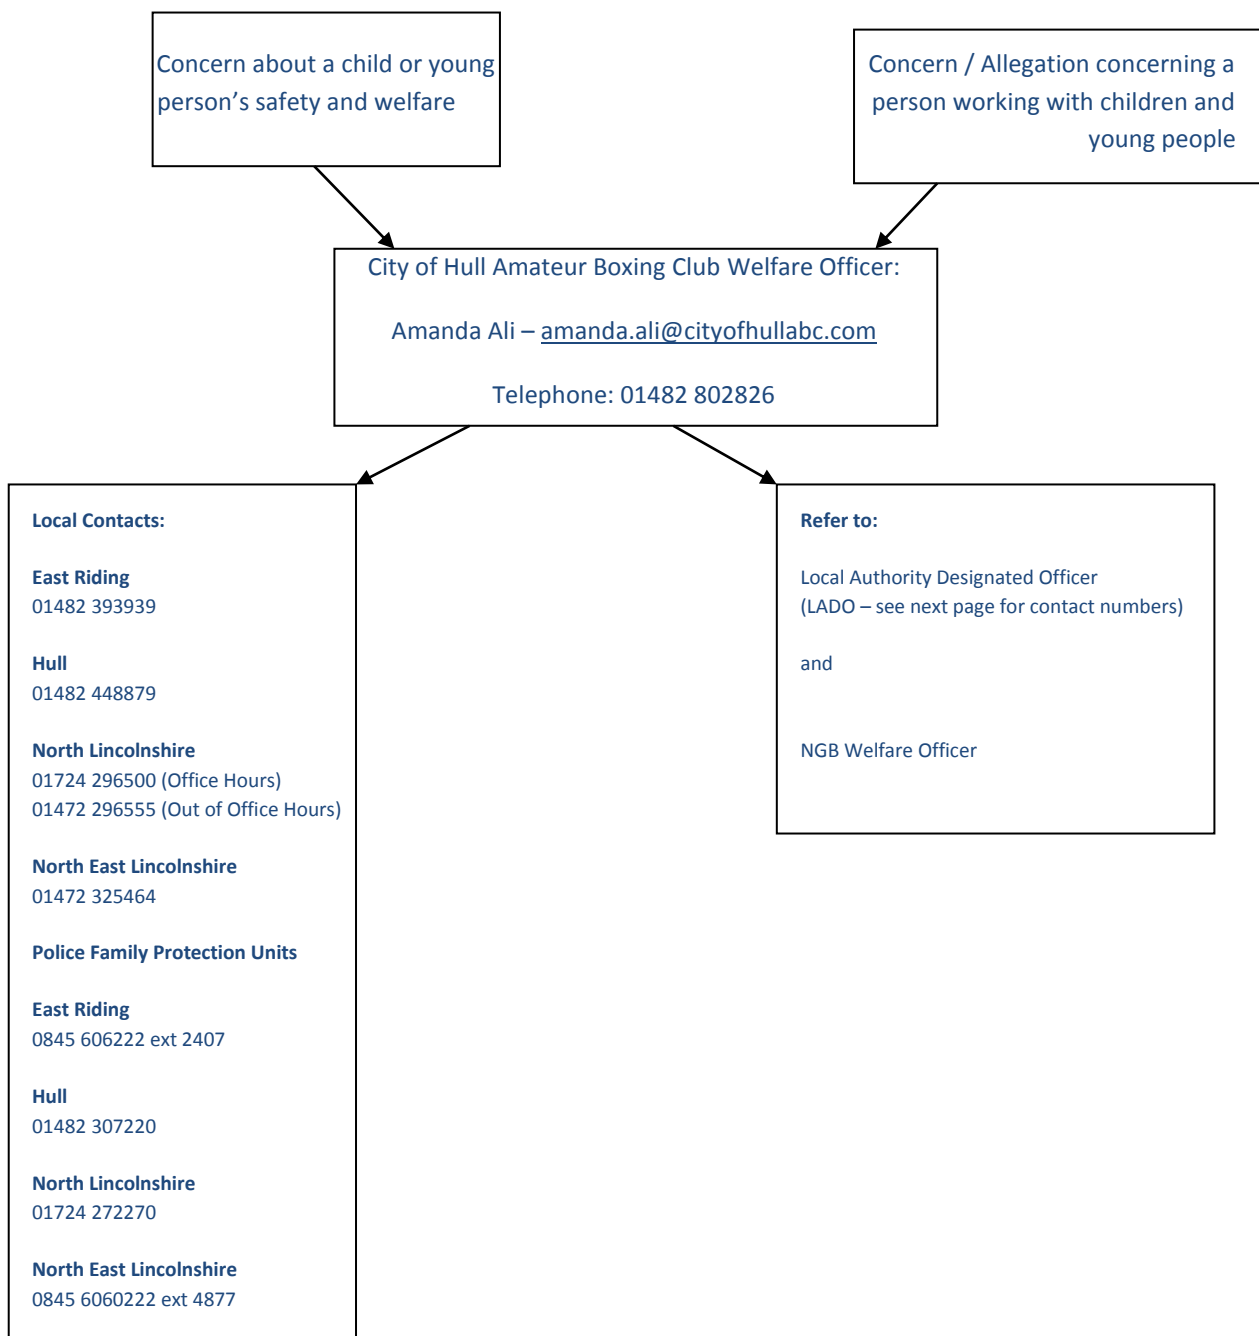 Concern about a child or young
person's safety and welfare
Concern / Allegation concerning a
person working with children and
young people
City of Hull Amateur Boxing Club Welfare Officer:
Amanda Ali – amanda.ali@cityofhullabc.com
Telephone: 01482 802826
Local Contacts:
East Riding
01482 393939
Hull
01482 448879
North Lincolnshire
01724 296500 (Office Hours)
01472 296555 (Out of Office Hours)
North East Lincolnshire
01472 325464
Police Family Protection Units
East Riding
0845 606222 ext 2407
Hull
01482 307220
North Lincolnshire
01724 272270
North East Lincolnshire
0845 6060222 ext 4877
Refer to:
Local Authority Designated Officer
(LADO – see next page for contact numbers)
and
NGB Welfare Officer